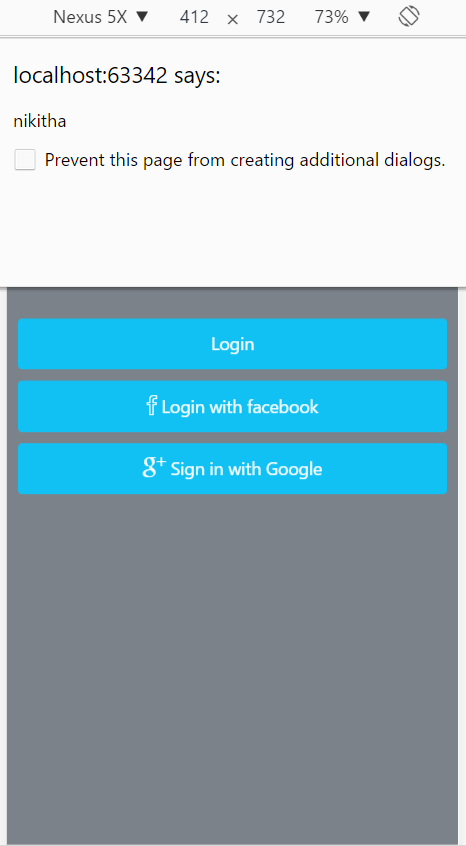 Nexus 5X ▼ 412 × 732 73% ▼
localhost:63342 says:
nikitha
Prevent this page from creating additional dialogs.
Login
f Login with facebook
g+ Sign in with Google